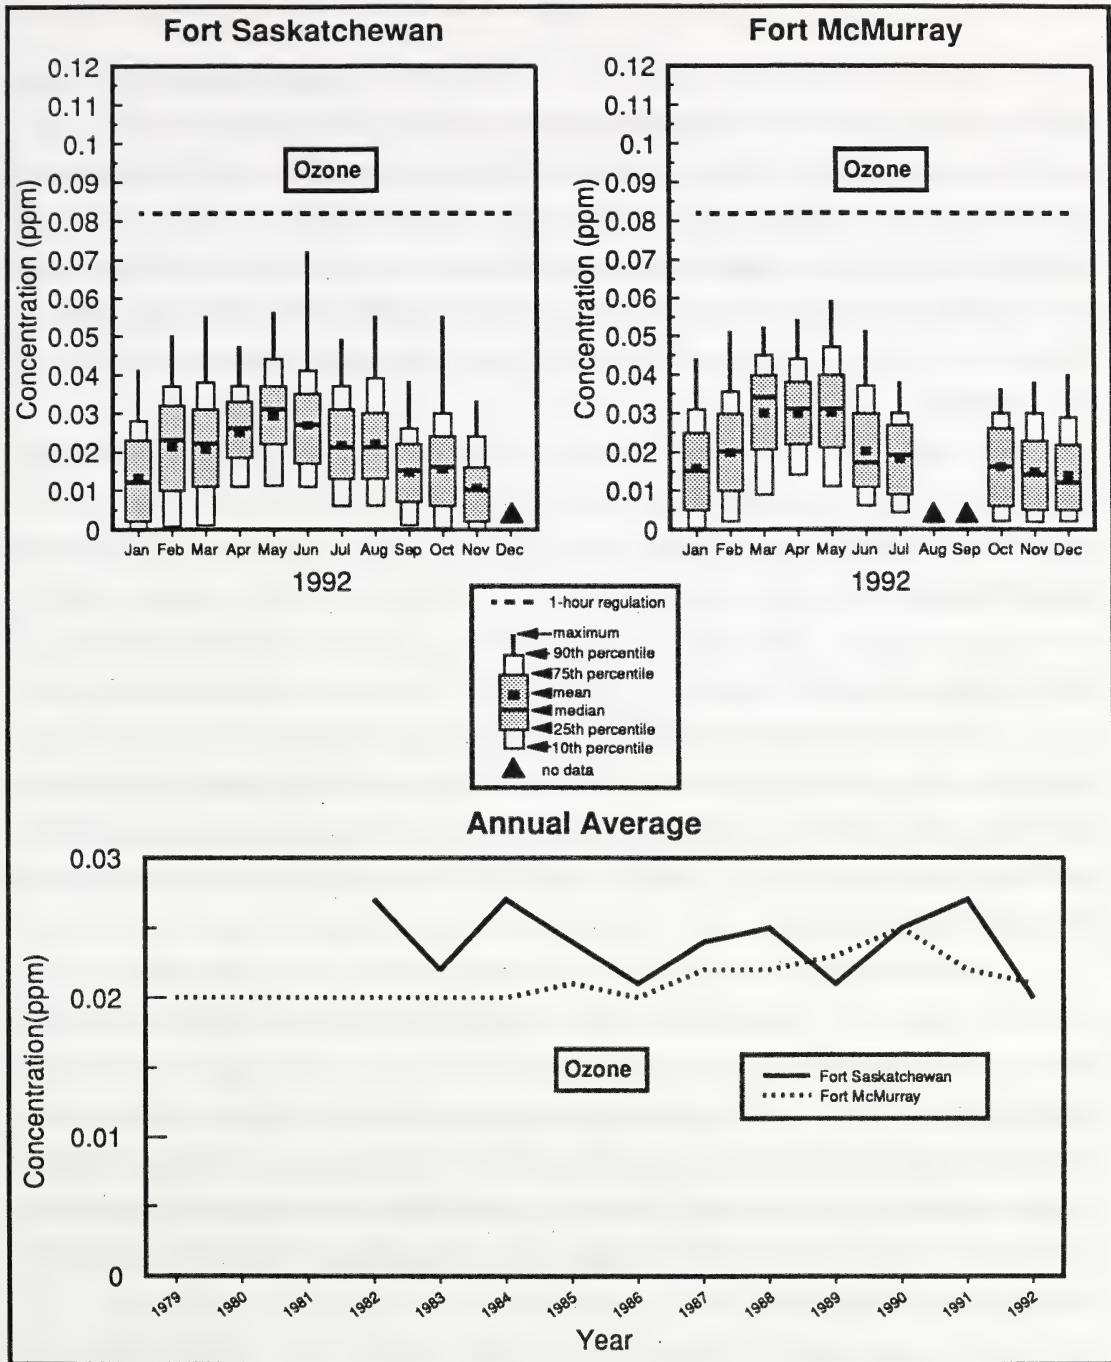 Fort Saskatchewan
Concentration (ppm)
0.12
0.11
0.1
0.09
0.08
0.07
0.06
0.05
0.04
0.03
0.02
0.01
0
Ozone
Jan Feb Mar Apr May Jun Jul Aug Sep Oct Nov Dec
1992
Fort McMurray
Concentration (ppm)
0.12
0.11
0.1
0.09
0.08
0.07
0.06
0.05
0.04
0.03
0.02
0.01
0
Ozone
Jan Feb Mar Apr May Jun Jul Aug Sep Oct Nov Dec
1992
1-hour regulation
maximum
90th percentile
75th percentile
mean
median
25th percentile
10th percentile
no data
Annual Average
Concentration(ppm)
0.03
0.02
0.01
0
Ozone
Fort Saskatchewan
Fort McMurray
1979 1980 1981 1982 1983 1984 1985 1986 1987 1988 1989 1990 1991 1992
Year